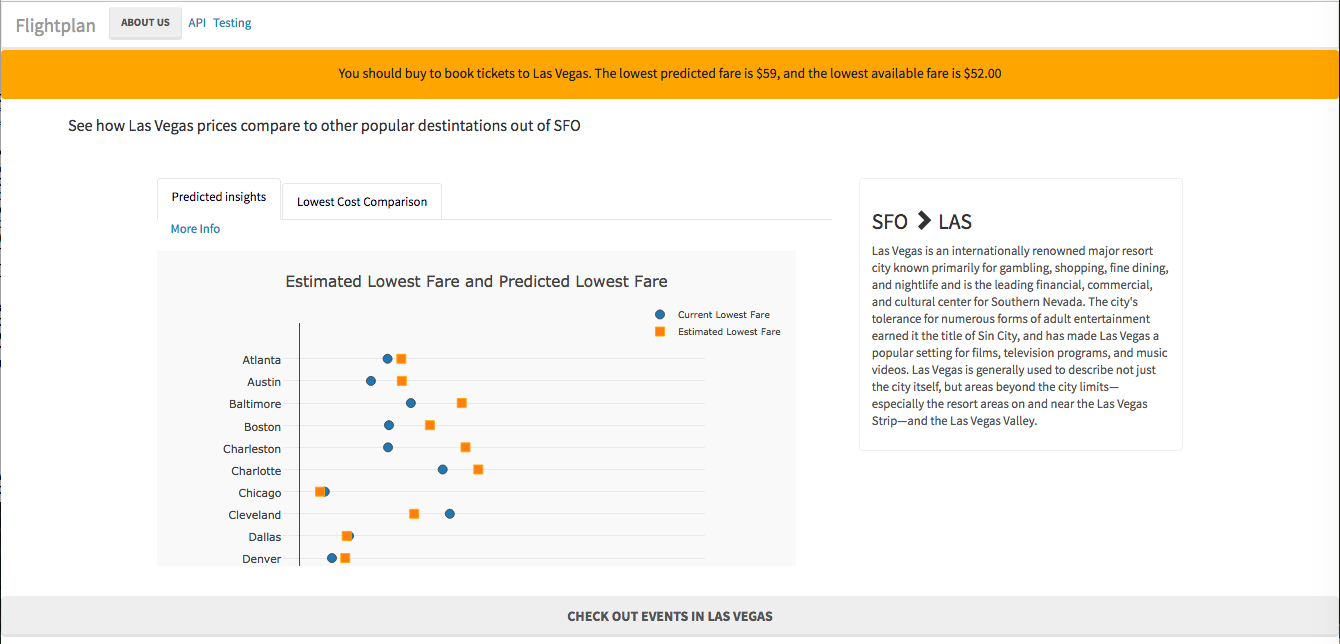 Flightplan
ABOUT US
API
Testing
You should buy to book tickets to Las Vegas. The lowest predicted fare is $59, and the lowest available fare is $52.00
See how Las Vegas prices compare to other popular destintations out of SFO
Predicted insights
Lowest Cost Comparison
More Info
Estimated Lowest Fare and Predicted Lowest Fare
Current Lowest Fare
Estimated Lowest Fare
Atlanta
Austin
Baltimore
Boston
Charleston
Charlotte
Chicago
Cleveland
Dallas
Denver
SFO LAS
Las Vegas is an internationally renowned major resort
city known primarily for gambling, shopping, fine dining,
and nightlife and is the leading financial, commercial,
and cultural center for Southern Nevada. The city's
tolerance for numerous forms of adult entertainment
earned it the title of Sin City, and has made Las Vegas a
popular setting for films, television programs, and music
videos. Las Vegas is generally used to describe not just
the city itself, but areas beyond the city limits—
especially the resort areas on and near the Las Vegas
Strip—and the Las Vegas Valley.
CHECK OUT EVENTS IN LAS VEGAS